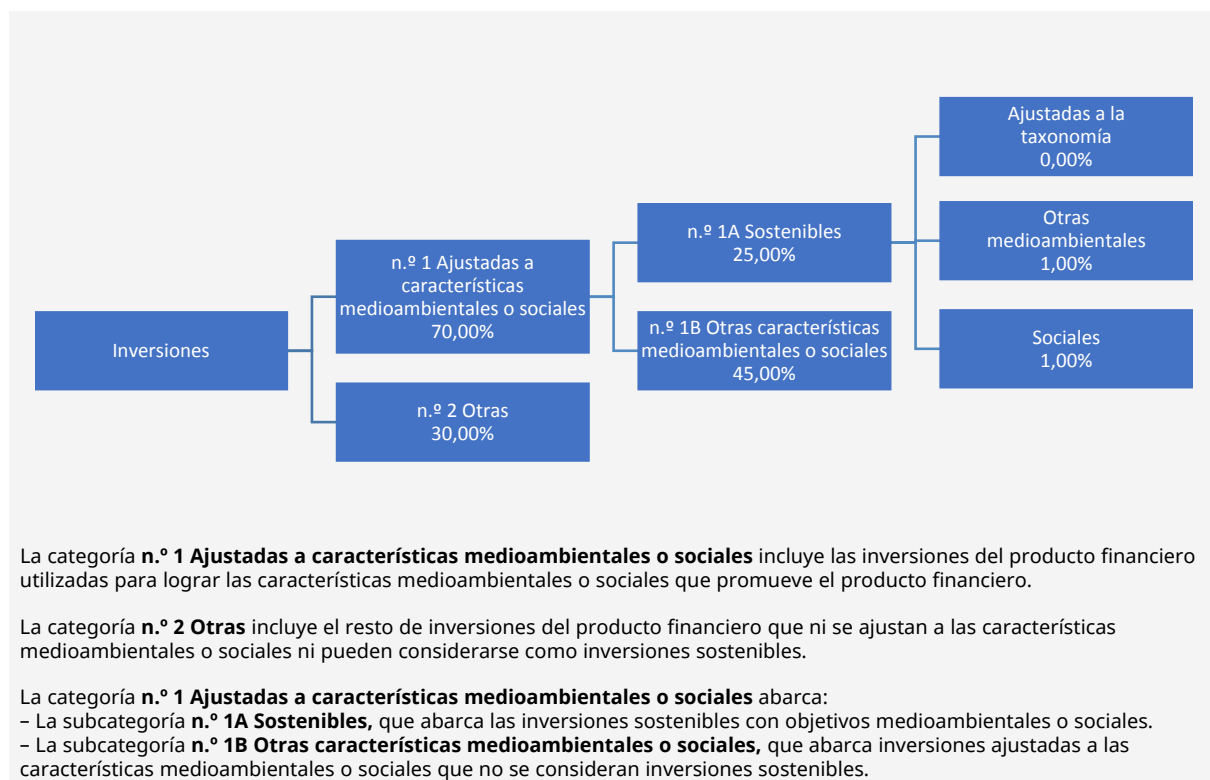 Inversiones
n.º 1 Ajustadas a
características
medioambientales o sociales
70,00%
n.º 2 Otras
30,00%
n.º 1A Sostenibles
25,00%
n.º 1B Otras características
medioambientales o sociales
45,00%
Ajustadas a la
taxonomía
0,00%
Otras
medioambientales
1,00%
Sociales
1,00%
La categoría n.º 1 Ajustadas a características medioambientales o sociales incluye las inversiones del producto financiero
utilizadas para lograr las características medioambientales o sociales que promueve el producto financiero.
La categoría n.º 2 Otras incluye el resto de inversiones del producto financiero que ni se ajustan a las características
medioambientales o sociales ni pueden considerarse como inversiones sostenibles.
La categoría n.º 1 Ajustadas a características medioambientales o sociales abarca:
– La subcategoría n.º 1A Sostenibles, que abarca las inversiones sostenibles con objetivos medioambientales o sociales.
– La subcategoría n.º 1B Otras características medioambientales o sociales, que abarca inversiones ajustadas a las
características medioambientales o sociales que no se consideran inversiones sostenibles.